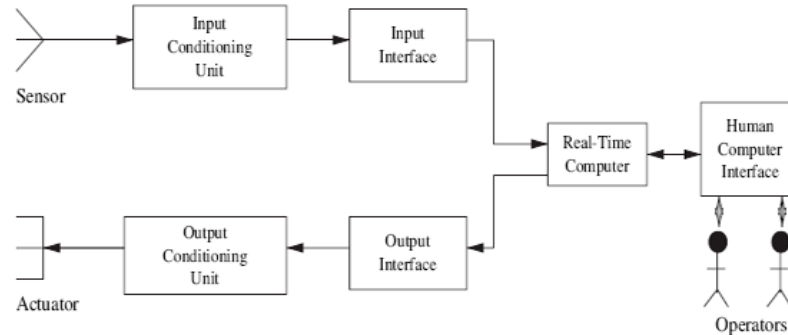 Input
Conditioning
Unit
Input
Interface
Sensor
Real-Time
Computer
Human
Computer
Interface
Output
Conditioning
Unit
Output
Interface
Actuator
Operators